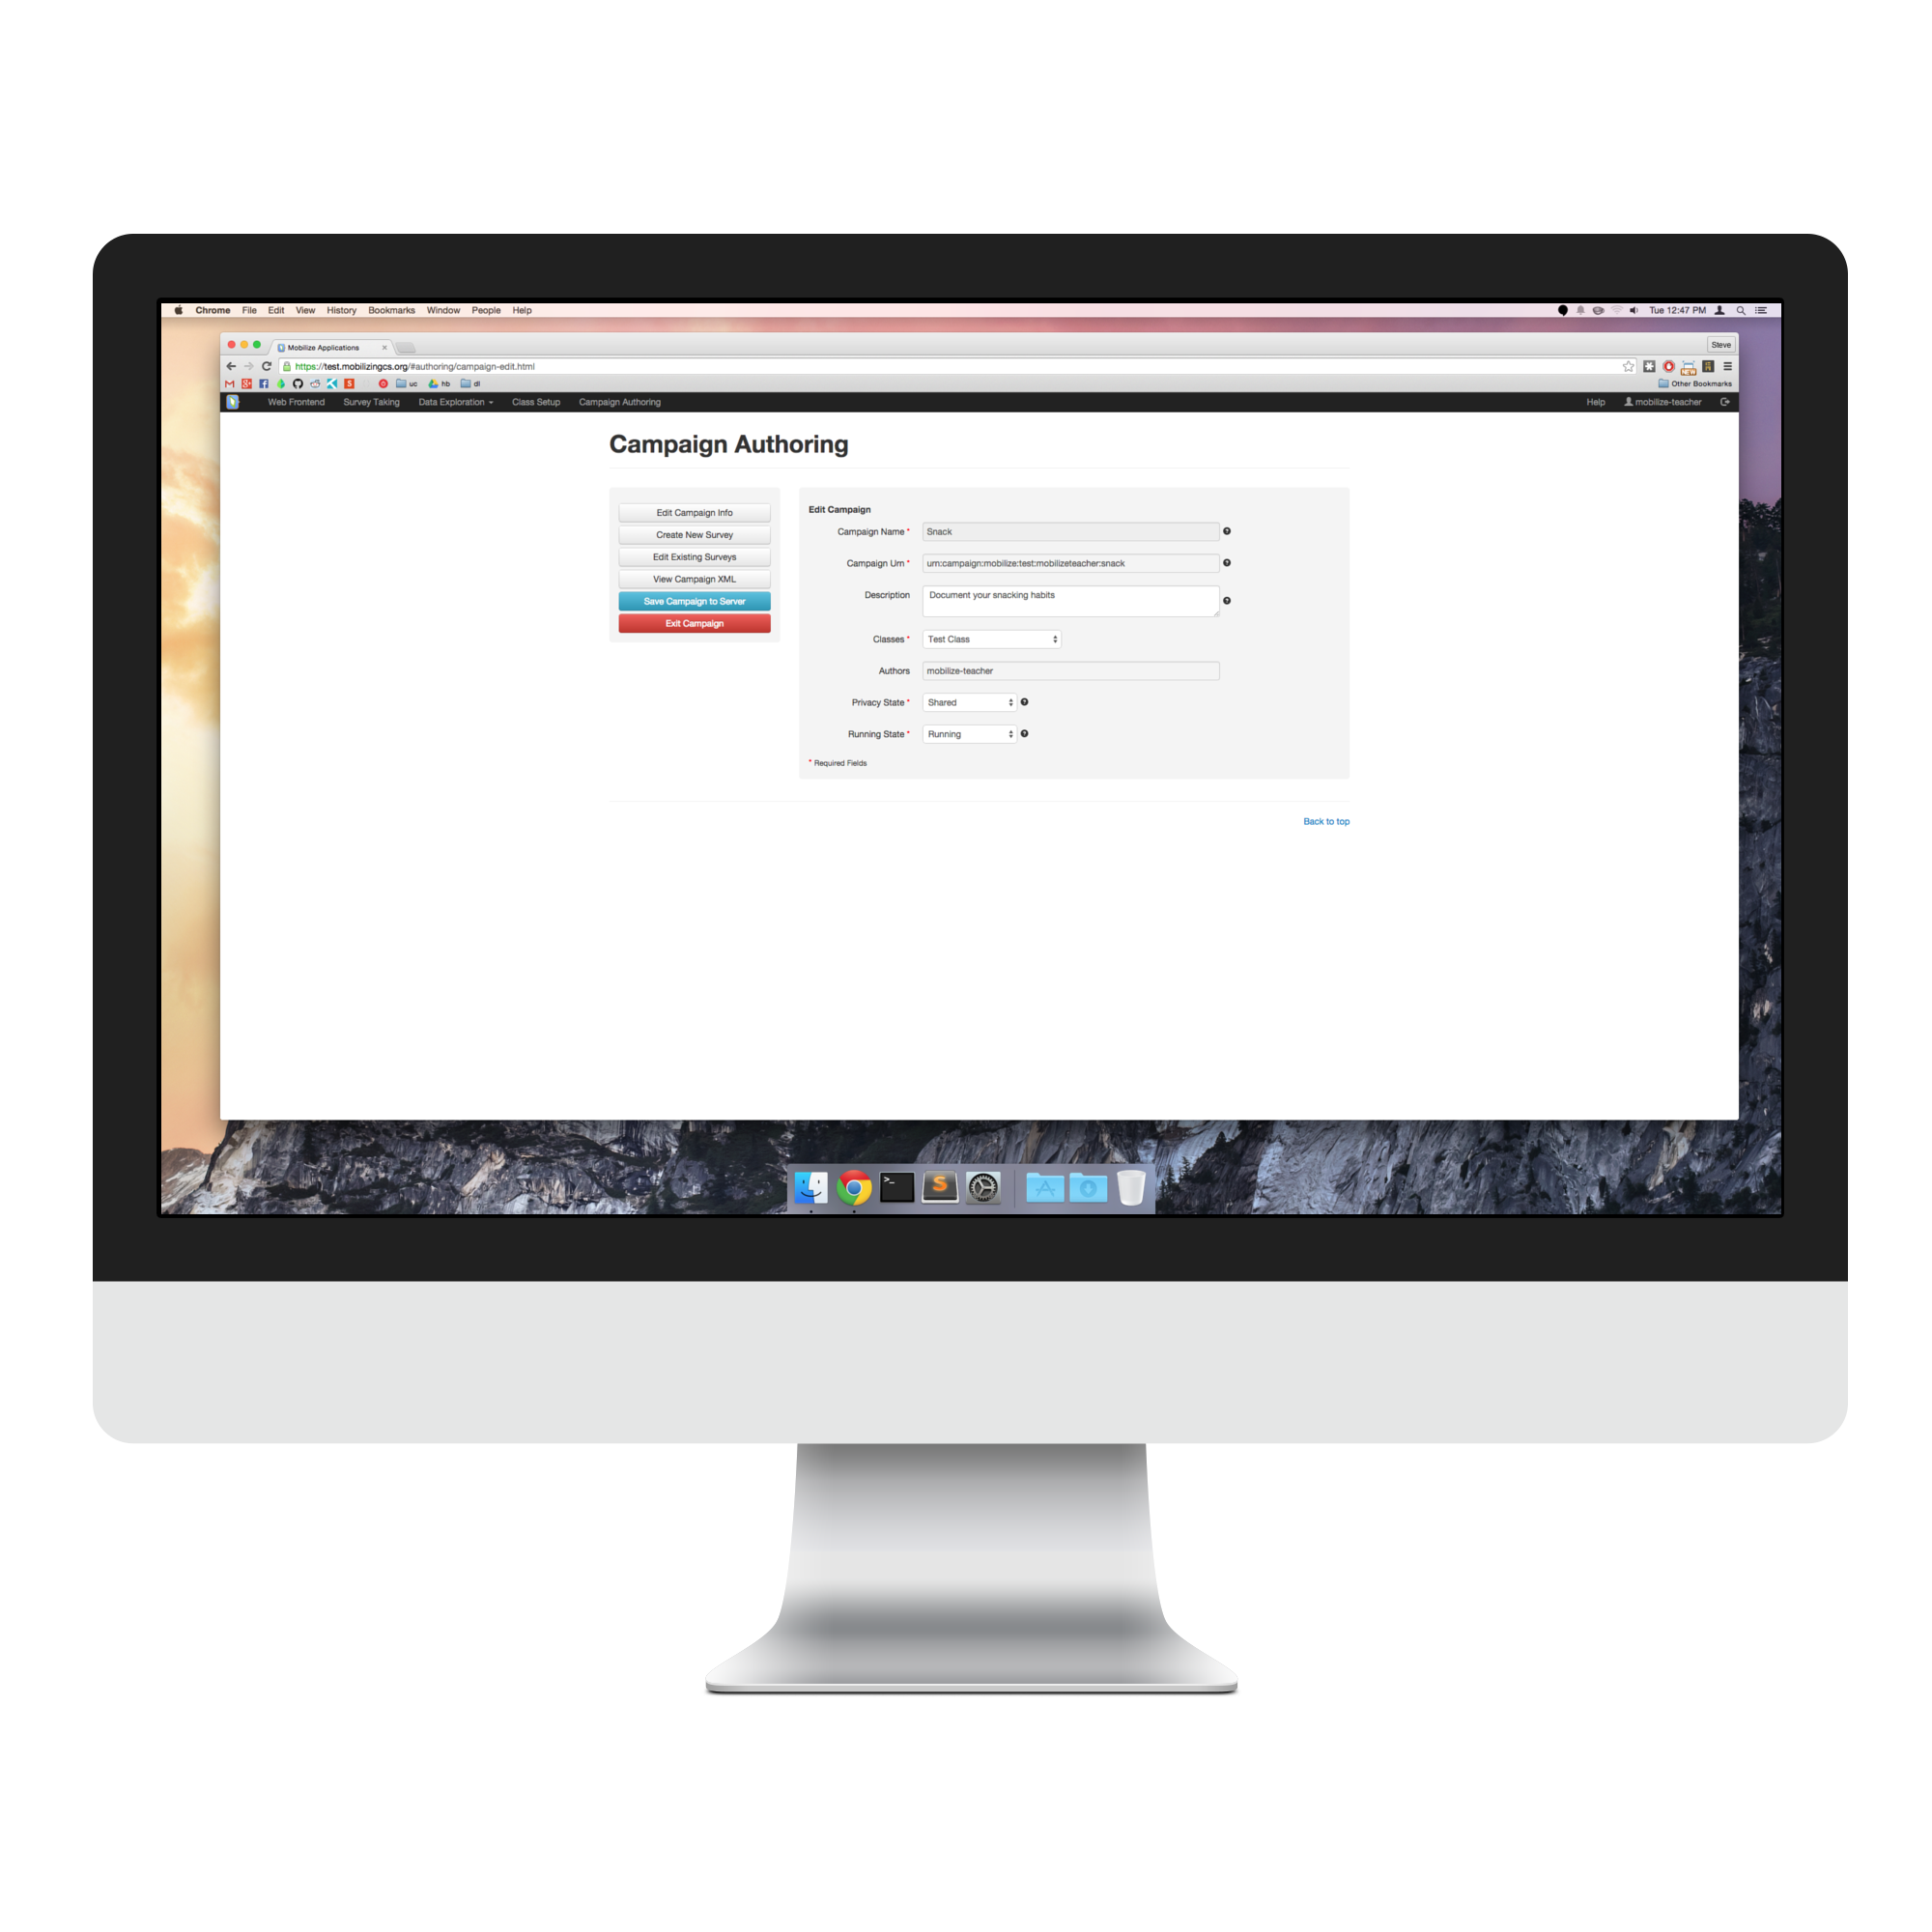 Chrome File Edit View History Bookmarks Window People Help Tue 12:47 PM
Mobilize Applications Steve
https://test.mobilizingcs.org/#authoring/campaign-edit.html
uc hb dl Other Bookmarks
Web Frontend Survey Taking Data Exploration Class Setup Campaign Authoring Help mobilize-teacher
Campaign Authoring
Edit Campaign Info
Create New Survey
Edit Existing Surveys
View Campaign XML
Save Campaign to Server
Exit Campaign
Edit Campaign
Campaign Name * Snack
Campaign Urn * urn:campaign:mobilize:test:mobilizeteacher:snack
Description Document your snacking habits
Classes * Test Class
Authors mobilize-teacher
Privacy State * Shared
Running State * Running
* Required Fields
Back to top